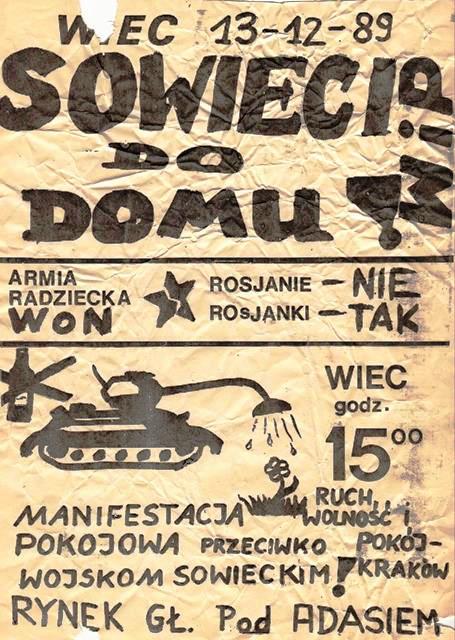 WIEC 13-12-89
SOWIECI
DO
DOMU!
WiP
ARMIA
RADZIECKA
WON
ROSJANIE - NIE
ROSJANKI - TAK
WIEC
godz.
15⁰⁰
MANIFESTACJA
POKOJOWA PRZECIWKO
WOJSKOM SOWIECKIM!
RUCH
WOLNOŚĆ i
POKÓJ-
KRAKÓW
RYNEK GŁ. Pod ADASIEM